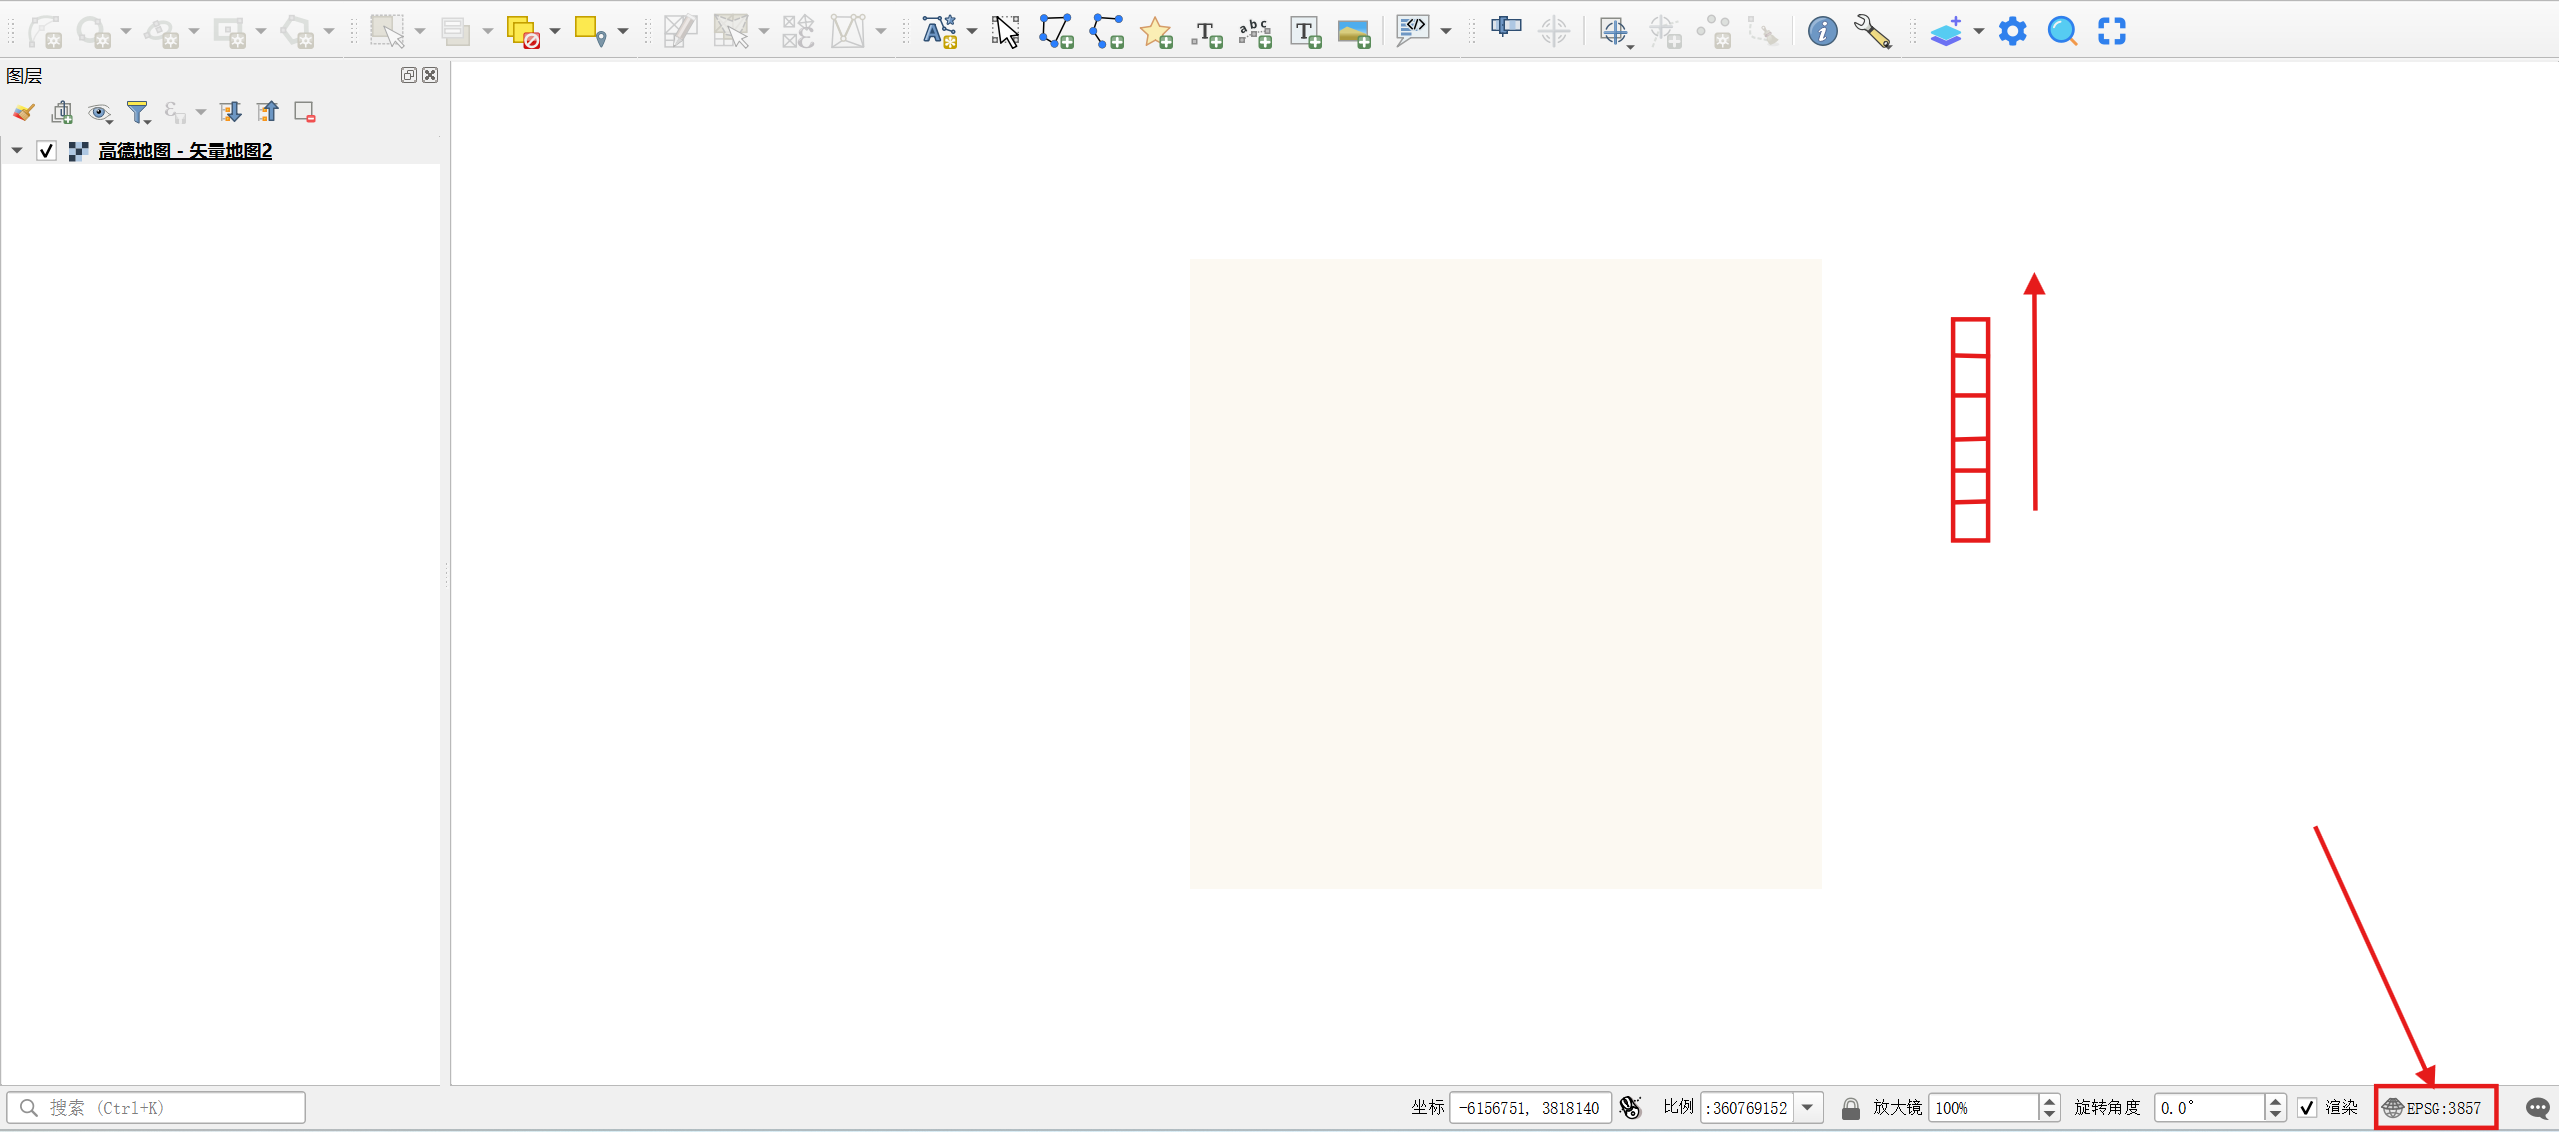 图层
高德地图 - 矢量地图2
搜索 (Ctrl+K)
坐标 -6156751, 3818140 比例 :360769152 放大镜 100% 旋转角度 0.0° 渲染 EPSG:3857